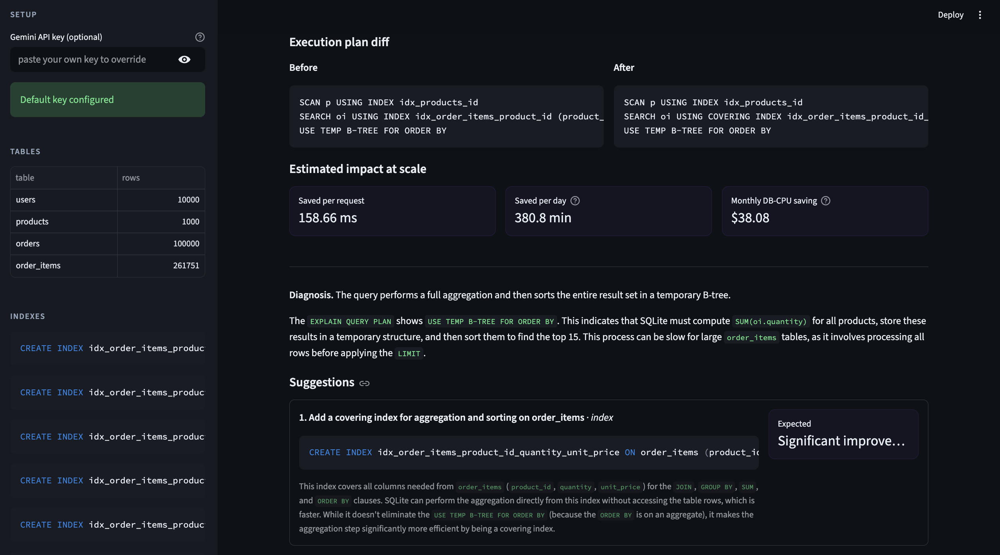 SETUP
Gemini API key (optional)
paste your own key to override
Default key configured
TABLES
table rows
users 10000
products 1000
orders 100000
order_items 261751
INDEXES
CREATE INDEX idx_order_items_product
CREATE INDEX idx_order_items_product
CREATE INDEX idx_order_items_product
CREATE INDEX idx_order_items_product
CREATE INDEX idx_order_items_product
Deploy
Execution plan diff
Before
SCAN p USING INDEX idx_products_id
SEARCH oi USING INDEX idx_order_items_product_id (product_
USE TEMP B-TREE FOR ORDER BY
After
SCAN p USING INDEX idx_products_id
SEARCH oi USING COVERING INDEX idx_order_items_product_id_
USE TEMP B-TREE FOR ORDER BY
Estimated impact at scale
Saved per request
158.66 ms
Saved per day
380.8 min
Monthly DB-CPU saving
$38.08
Diagnosis. The query performs a full aggregation and then sorts the entire result set in a temporary B-tree.
The EXPLAIN QUERY PLAN shows USE TEMP B-TREE FOR ORDER BY. This indicates that SQLite must compute SUM(oi.quantity) for all products, store these
results in a temporary structure, and then sort them to find the top 15. This process can be slow for large order_items tables, as it involves processing all
rows before applying the LIMIT.
Suggestions
1. Add a covering index for aggregation and sorting on order_items · index
CREATE INDEX idx_order_items_product_id_quantity_unit_price ON order_items (product_id
This index covers all columns needed from order_items (product_id, quantity, unit_price) for the JOIN, GROUP BY, SUM,
and ORDER BY clauses. SQLite can perform the aggregation directly from this index without accessing the table rows, which is
faster. While it doesn't eliminate the USE TEMP B-TREE FOR ORDER BY (because the ORDER BY is on an aggregate), it makes the
aggregation step significantly more efficient by being a covering index.
Expected
Significant improve…